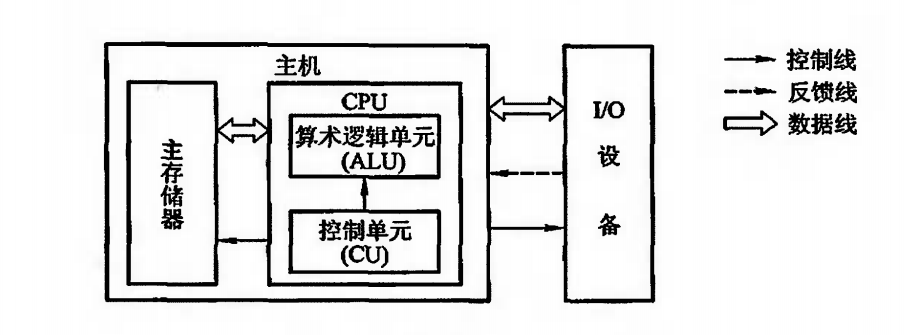 主机
主存储器
CPU
算术逻辑单元
(ALU)
控制单元
(CU)
I/O
设
备
控制线
反馈线
数据线